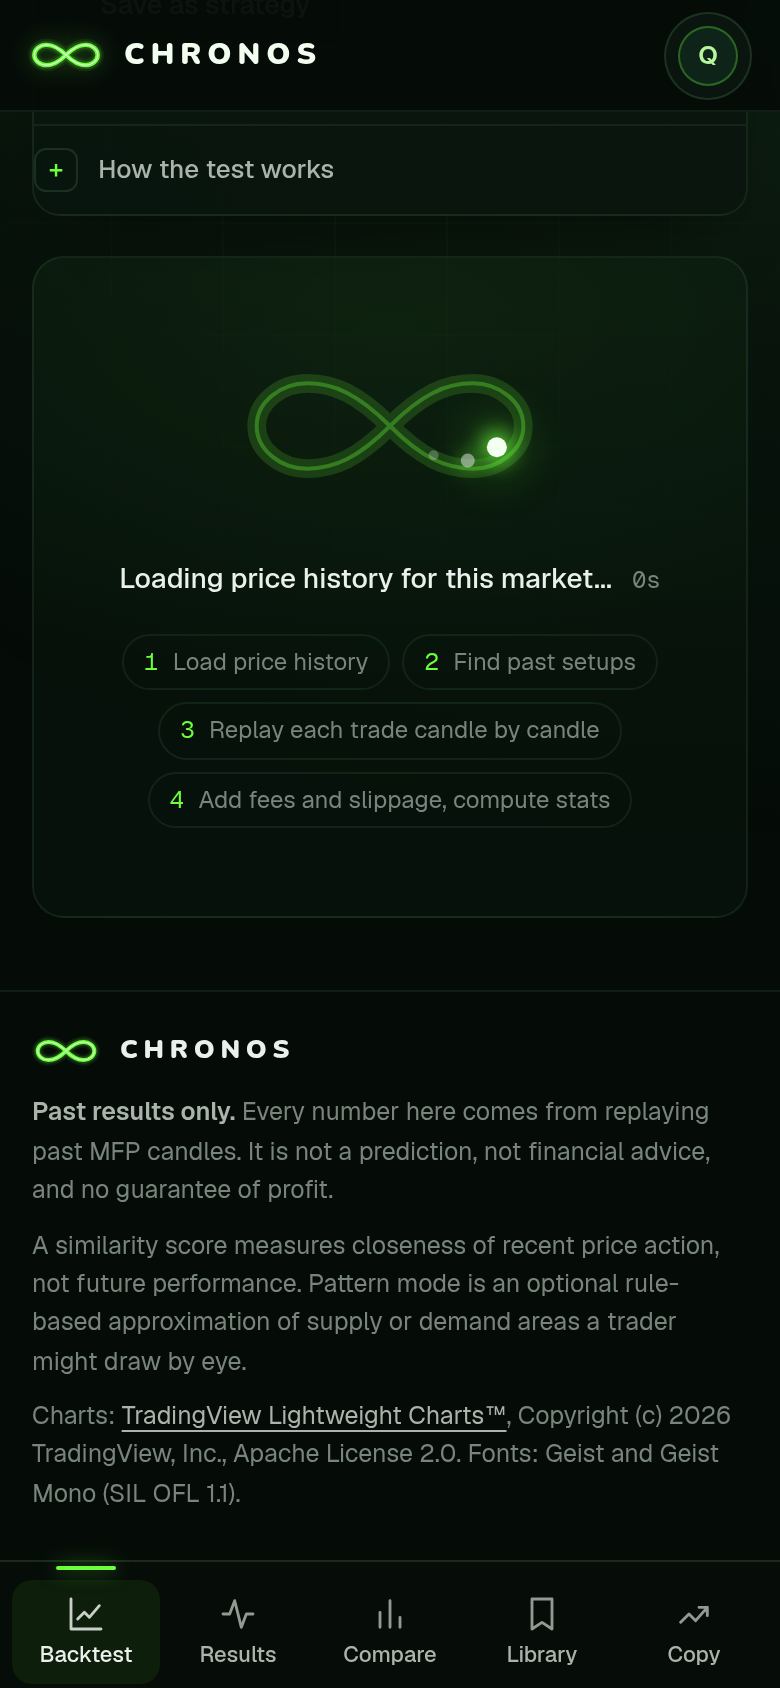 Save as strategy
CHRONOS
Q
+ How the test works
Loading price history for this market... 0s
1 Load price history
2 Find past setups
3 Replay each trade candle by candle
4 Add fees and slippage, compute stats
CHRONOS
Past results only. Every number here comes from replaying
past MFP candles. It is not a prediction, not financial advice,
and no guarantee of profit.
A similarity score measures closeness of recent price action,
not future performance. Pattern mode is an optional rule-
based approximation of supply or demand areas a trader
might draw by eye.
Charts: TradingView Lightweight Charts™, Copyright (c) 2026
TradingView, Inc., Apache License 2.0. Fonts: Geist and Geist
Mono (SIL OFL 1.1).
Backtest
Results
Compare
Library
Copy